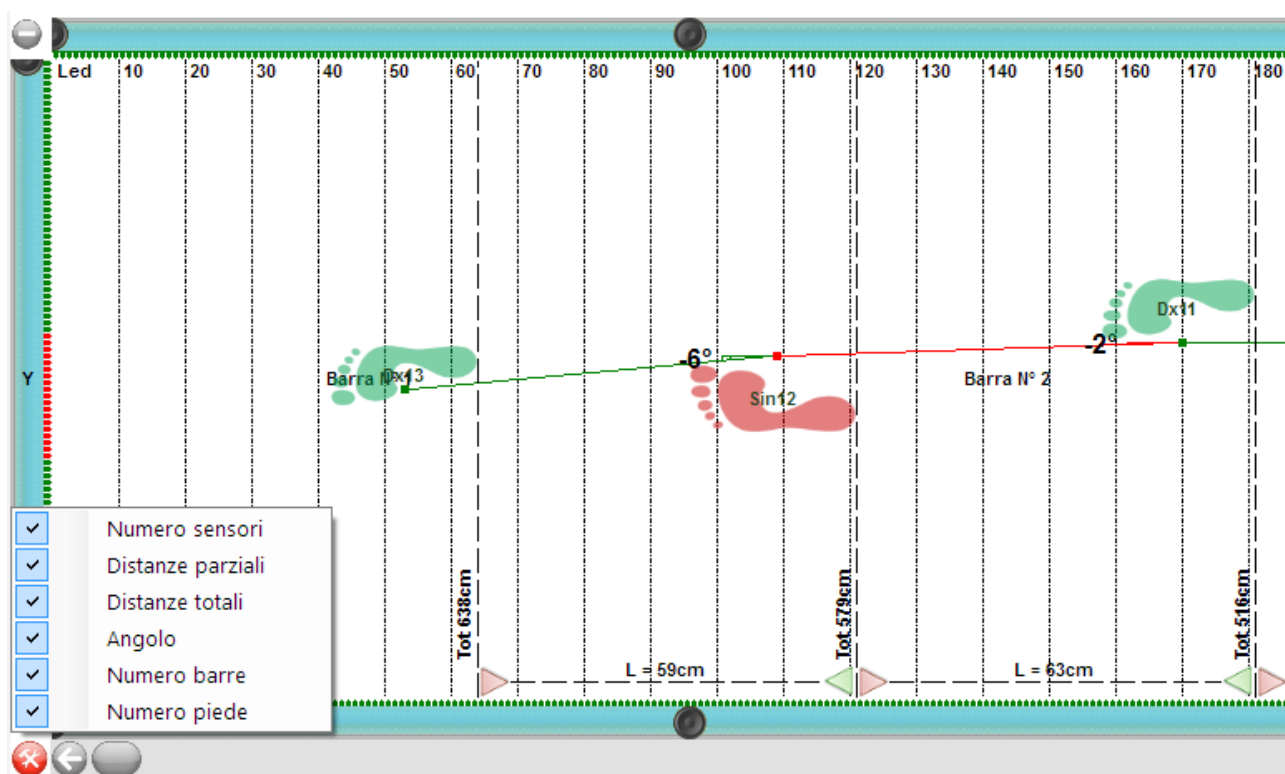 Led 10 20 30 40 50 60 70 80 90 100 110 120 130 140 150 160 170 180
Dx11
-2°
-6°
Y
Barra N° 1
Dx13
Barra N° 2
Sin12
Numero sensori
Distanze parziali
Distanze totali
Angolo
Numero barre
Numero piede
Tot 638cm
Tot 579cm
Tot 516cm
L = 59cm
L = 63cm